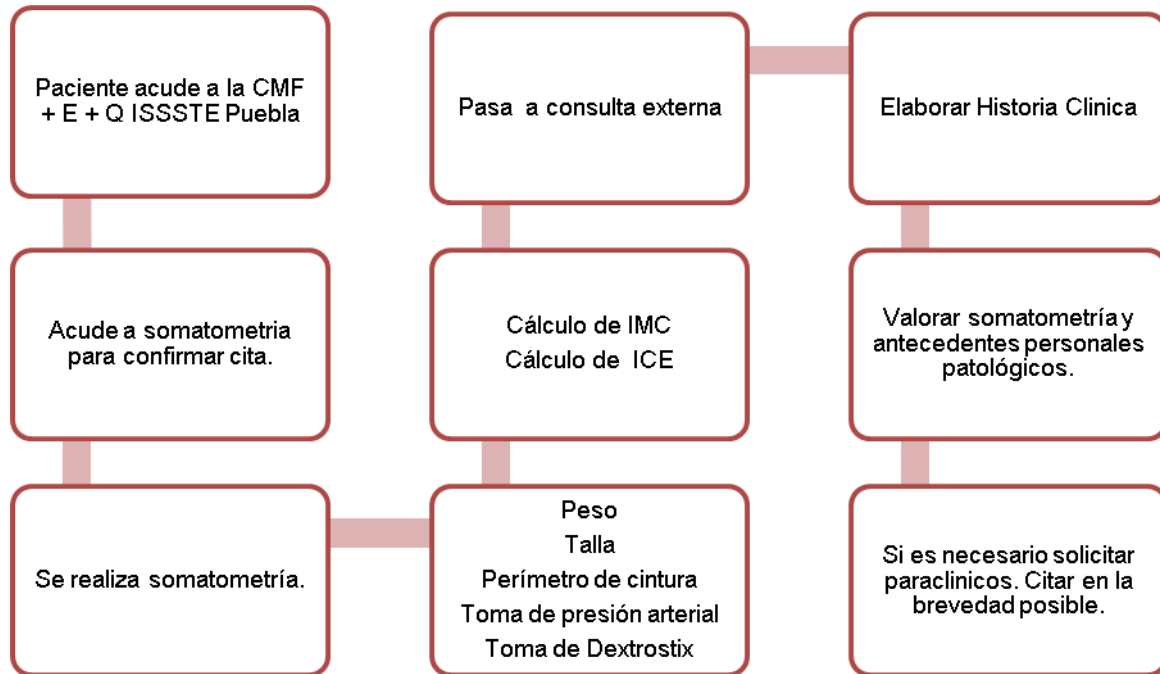 Paciente acude a la CMF
+ E + Q ISSSTE Puebla
Acude a somatometria
para confirmar cita.
Se realiza somatometría.
Peso
Talla
Perímetro de cintura
Toma de presión arterial
Toma de Dextrostix
Cálculo de IMC
Cálculo de ICE
Pasa a consulta externa
Elaborar Historia Clinica
Valorar somatometría y
antecedentes personales
patológicos.
Si es necesario solicitar
paraclinicos. Citar en la
brevedad posible.